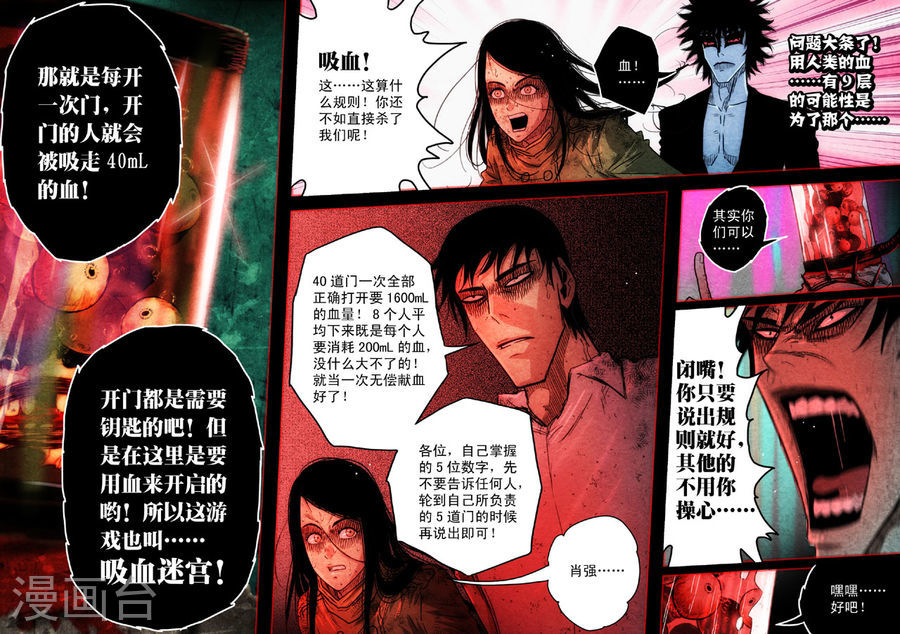 那就是每开
一次门，开
门的人就会
被吸走 40mL
的血！
开门都是需要
钥匙的吧！但
是在这里是要
用血来开启的
哟！所以这游
戏也叫……
吸血迷宫！
吸血！
这……这算什
么规则！你还
不如直接杀了
我们呢！
血！
……
问题大条了！
用人类的血
……有9层
的可能性是
为了那个……
40 道门一次全部
正确打开要 1600mL
的血量！8 个人平
均下来既是每个人
要消耗 200mL 的血，
没什么大不了的！
就当一次无偿献血
好了！
各位，自己掌握
的 5 位数字，先
不要告诉任何人，
轮到自己所负责
的 5 道门的时候
再说出即可！
肖强……
其实你
们可以
……
闭嘴！
你只要
说出规
则就好，
其他的
不用你
操心……
嘿嘿……
好吧！
漫画台